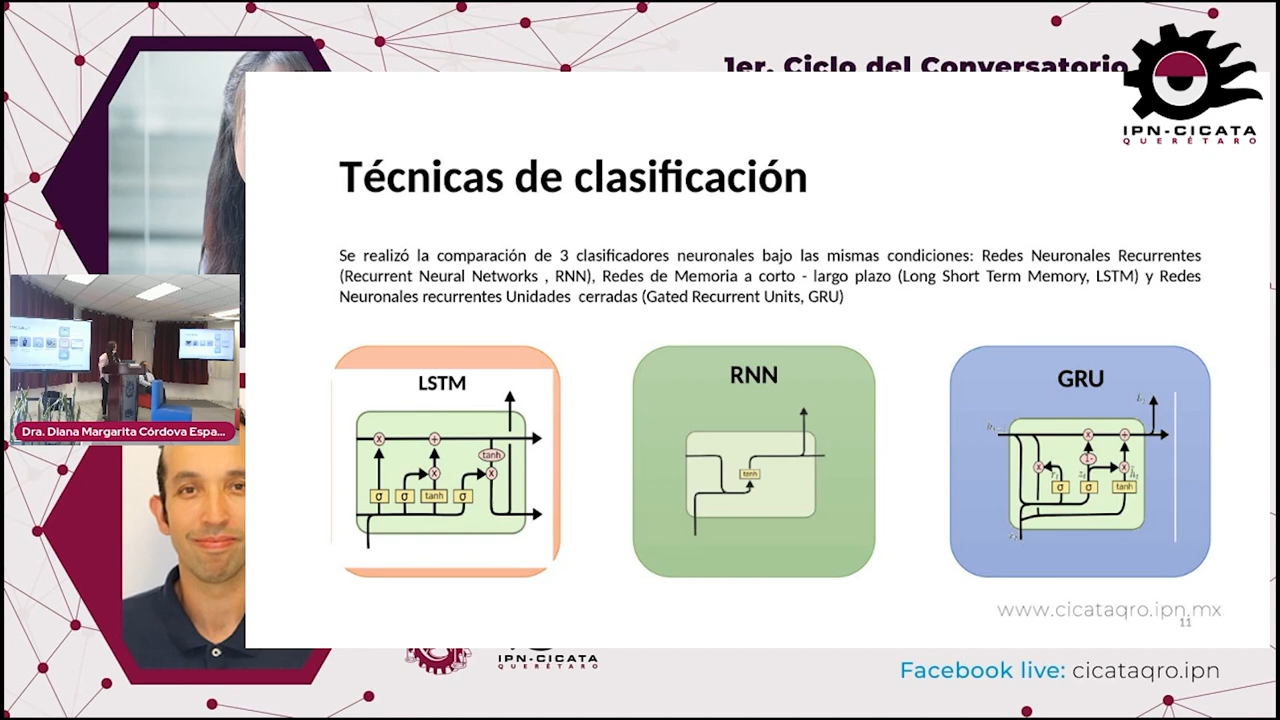 1er. Ciclo del Conversatorio
IPN-CICATA
QUERÉTARO
Técnicas de clasificación
Se realizó la comparación de 3 clasificadores neuronales bajo las mismas condiciones: Redes Neuronales Recurrentes
(Recurrent Neural Networks , RNN), Redes de Memoria a corto - largo plazo (Long Short Term Memory, LSTM) y Redes
Neuronales recurrentes Unidades cerradas (Gated Recurrent Units, GRU)
LSTM
tanh
σ σ tanh σ
RNN
tanh
GRU
1-
σ σ tanh
Dra. Diana Margarita Córdova Espa...
www.cicataqro.ipn.mx
11
IPN-CICATA
QUERÉTARO
Facebook live: cicataqro.ipn